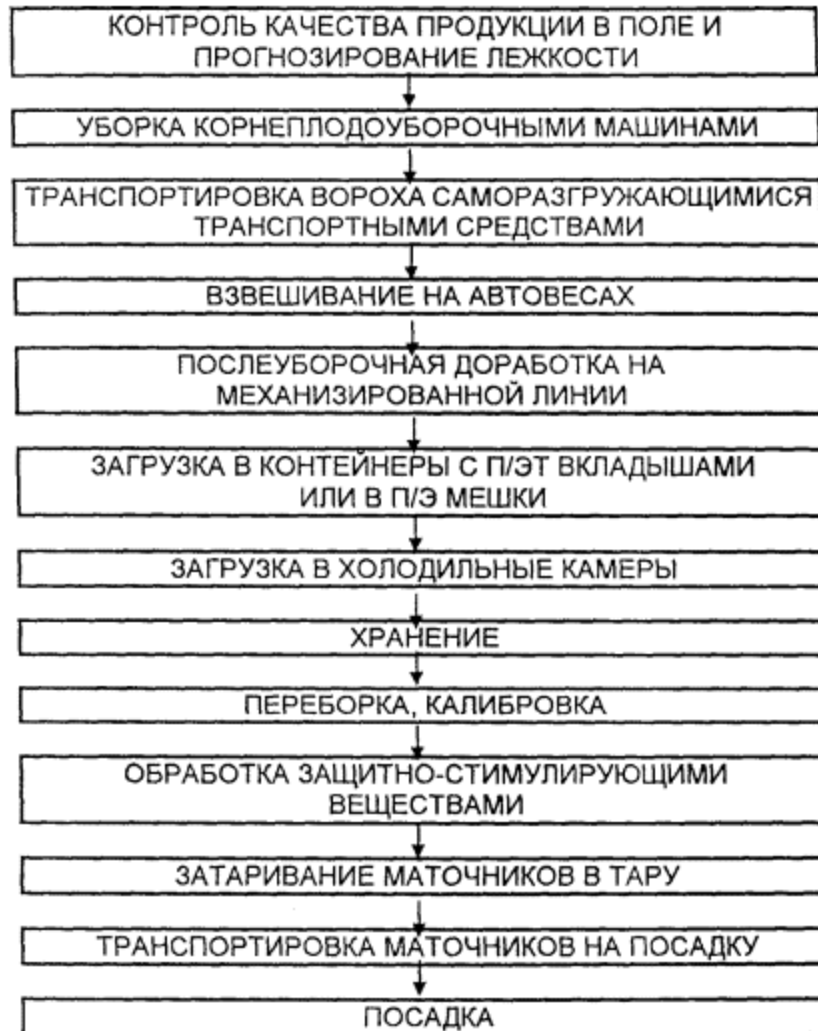 КОНТРОЛЬ КАЧЕСТВА ПРОДУКЦИИ В ПОЛЕ И
ПРОГНОЗИРОВАНИЕ ЛЕЖКОСТИ
УБОРКА КОРНЕПЛОДОУБОРОЧНЫМИ МАШИНАМИ
ТРАНСПОРТИРОВКА ВОРОХА САМОРАЗГРУЖАЮЩИМИСЯ
ТРАНСПОРТНЫМИ СРЕДСТВАМИ
ВЗВЕШИВАНИЕ НА АВТОВЕСАХ
ПОСЛЕУБОРОЧНАЯ ДОРАБОТКА НА
МЕХАНИЗИРОВАННОЙ ЛИНИИ
ЗАГРУЗКА В КОНТЕЙНЕРЫ С П/ЭТ ВКЛАДЫШАМИ
ИЛИ В П/Э МЕШКИ
ЗАГРУЗКА В ХОЛОДИЛЬНЫЕ КАМЕРЫ
ХРАНЕНИЕ
ПЕРЕБОРКА, КАЛИБРОВКА
ОБРАБОТКА ЗАЩИТНО-СТИМУЛИРУЮЩИМИ
ВЕЩЕСТВАМИ
ЗАТАРИВАНИЕ МАТОЧНИКОВ В ТАРУ
ТРАНСПОРТИРОВКА МАТОЧНИКОВ НА ПОСАДКУ
ПОСАДКА